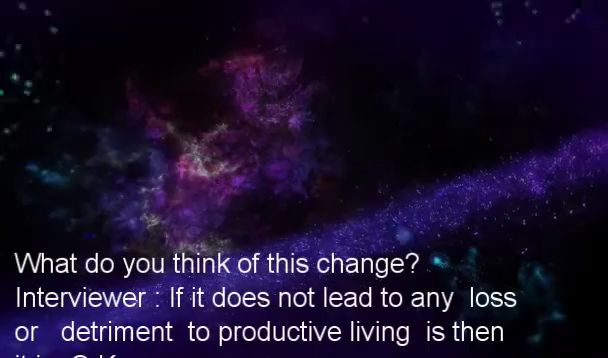 What do you think of this change?
Interviewer : If it does not lead to any  loss
or   detriment  to productive living  is then